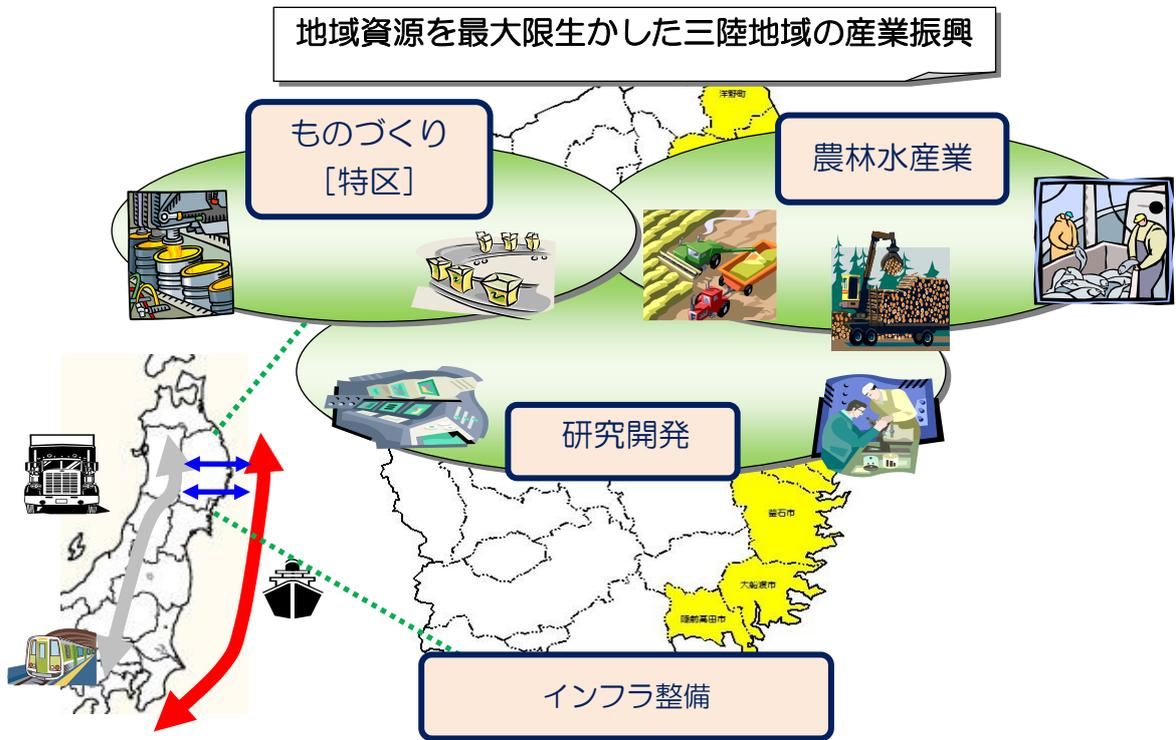 地域資源を最大限生かした三陸地域の産業振興
洋野町
ものづくり
[特区]
農林水産業
研究開発
釜石市
大船渡市
陸前高田市
インフラ整備